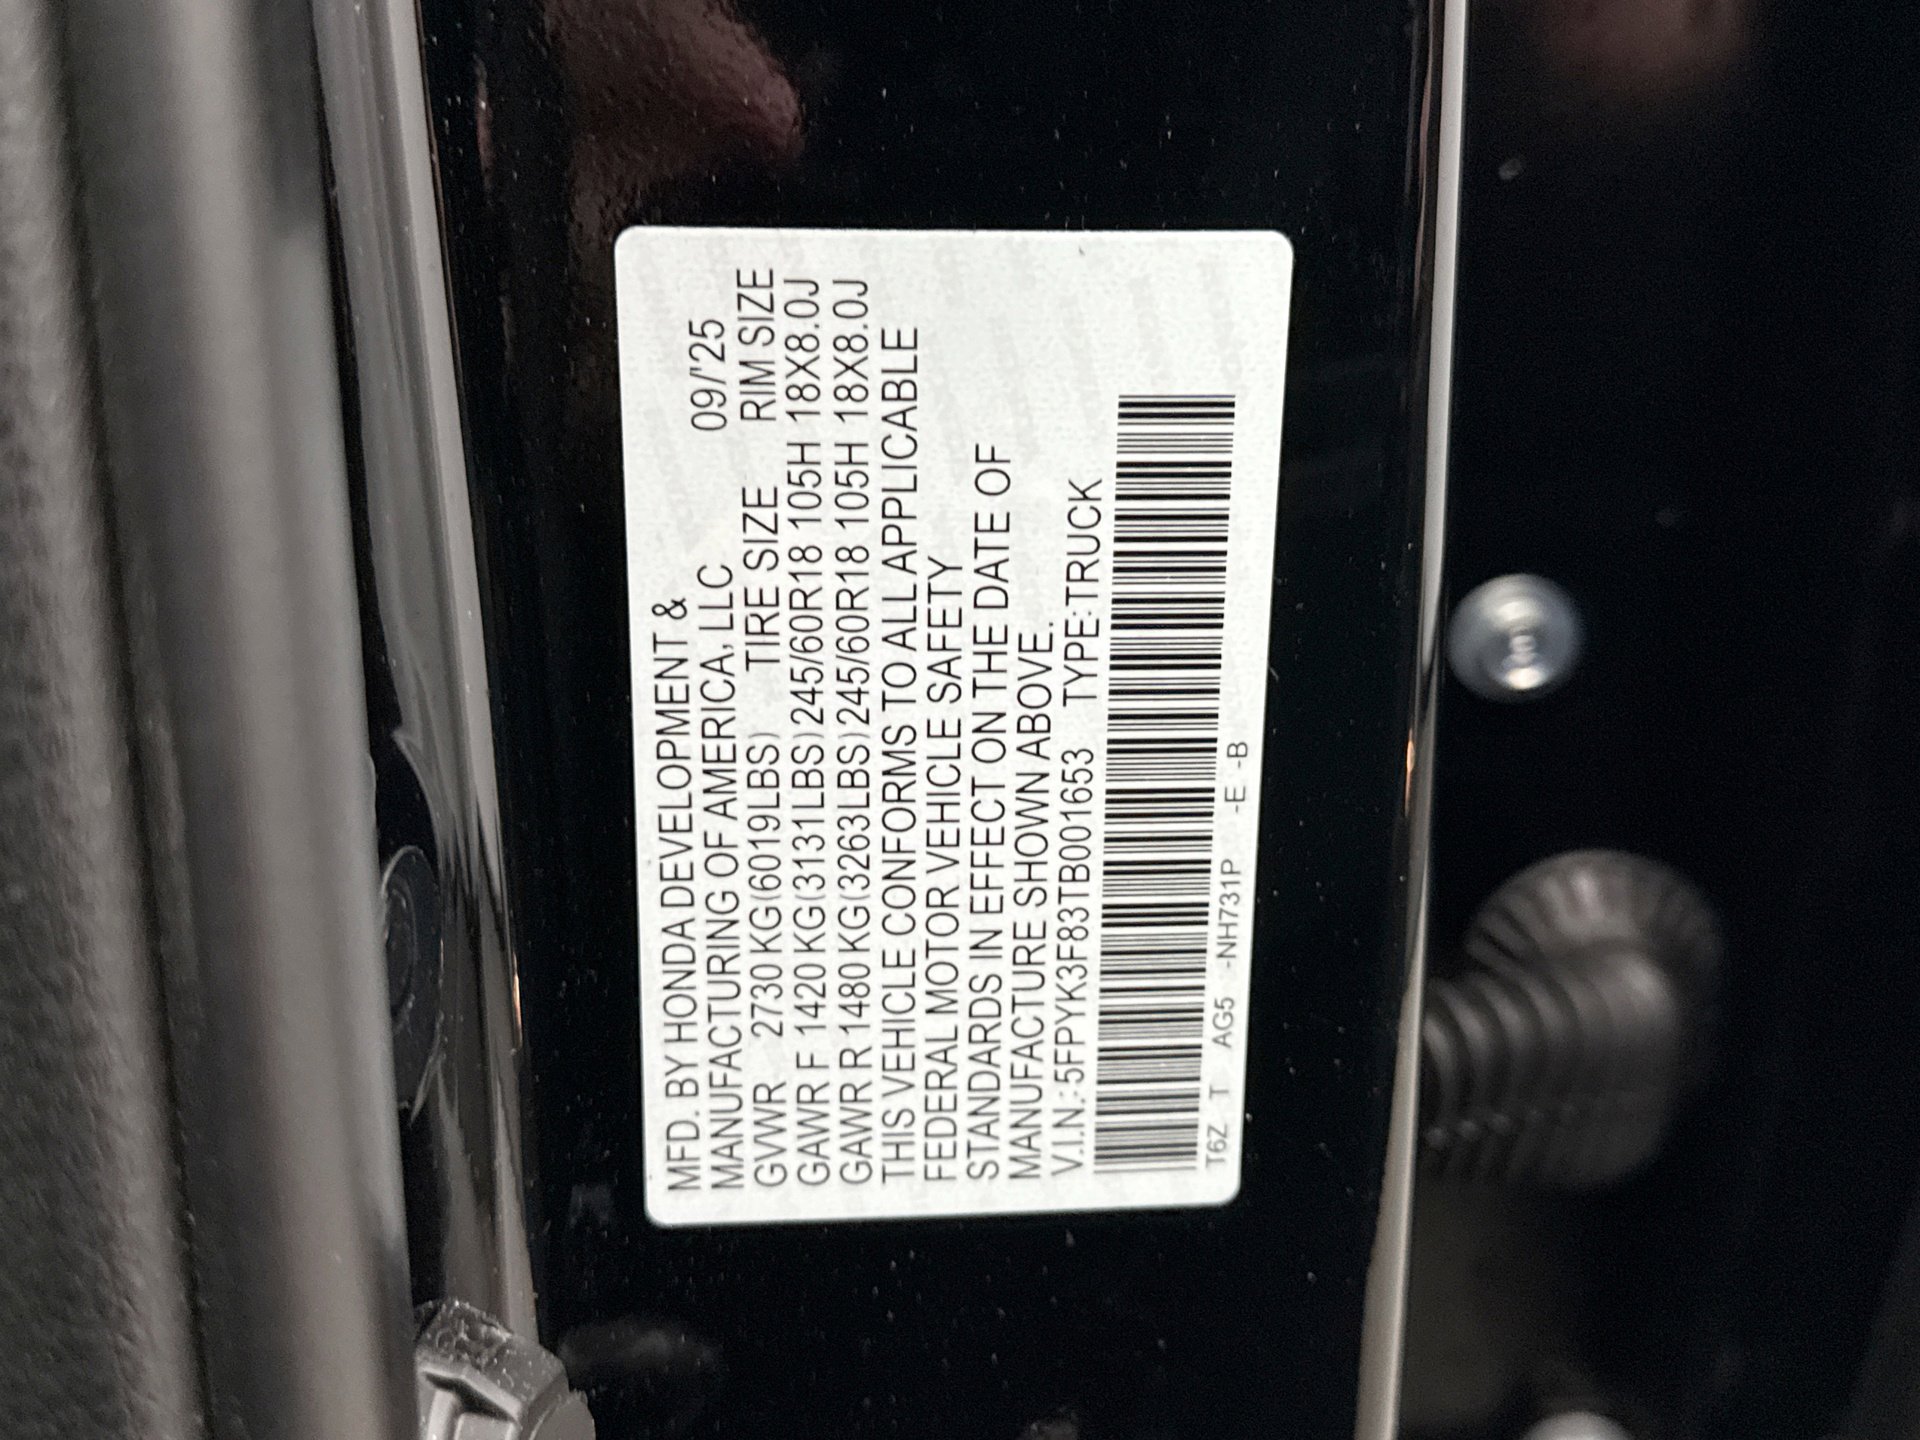 MFD. BY HONDA DEVELOPMENT &
MANUFACTURING OF AMERICA, LLC 09/'25
GVWR 2730 KG(6019LBS) TIRE SIZE RIM SIZE
GAWR F 1420 KG(3131LBS) 245/60R18 105H 18X8.0J
GAWR R 1480 KG(3263LBS) 245/60R18 105H 18X8.0J
THIS VEHICLE CONFORMS TO ALL APPLICABLE
FEDERAL MOTOR VEHICLE SAFETY
STANDARDS IN EFFECT ON THE DATE OF
MANUFACTURE SHOWN ABOVE.
V.I.N.:5FPYK3F83TB001653 TYPE:TRUCK
T6Z T AG5 -NH731P -E -B